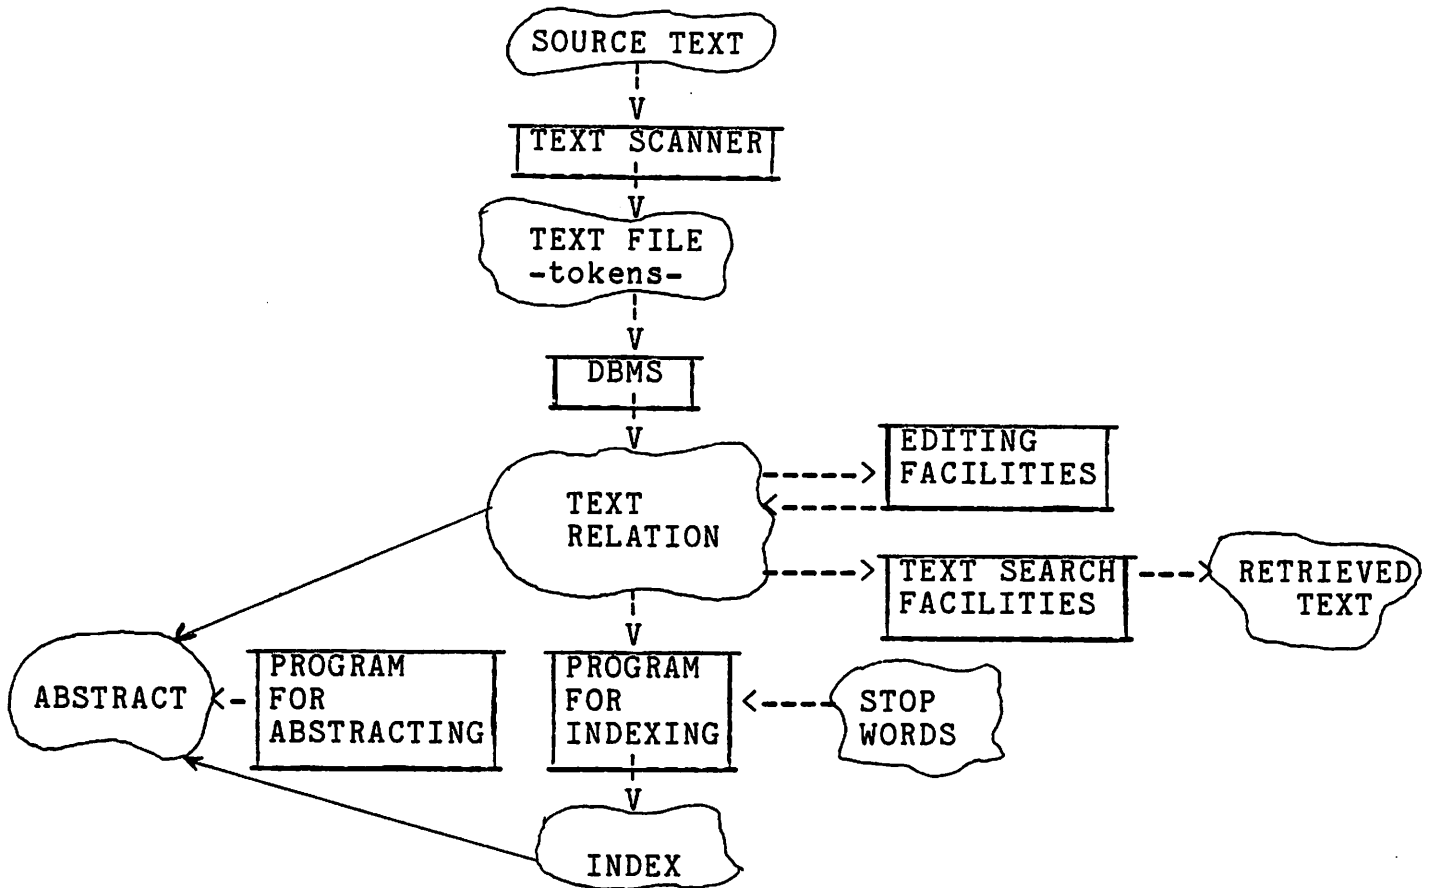 SOURCE TEXT
TEXT SCANNER
TEXT FILE
-tokens-
DBMS
EDITING
FACILITIES
TEXT
RELATION
TEXT SEARCH
FACILITIES
RETRIEVED
TEXT
ABSTRACT
PROGRAM
FOR
ABSTRACTING
PROGRAM
FOR
INDEXING
STOP
WORDS
INDEX